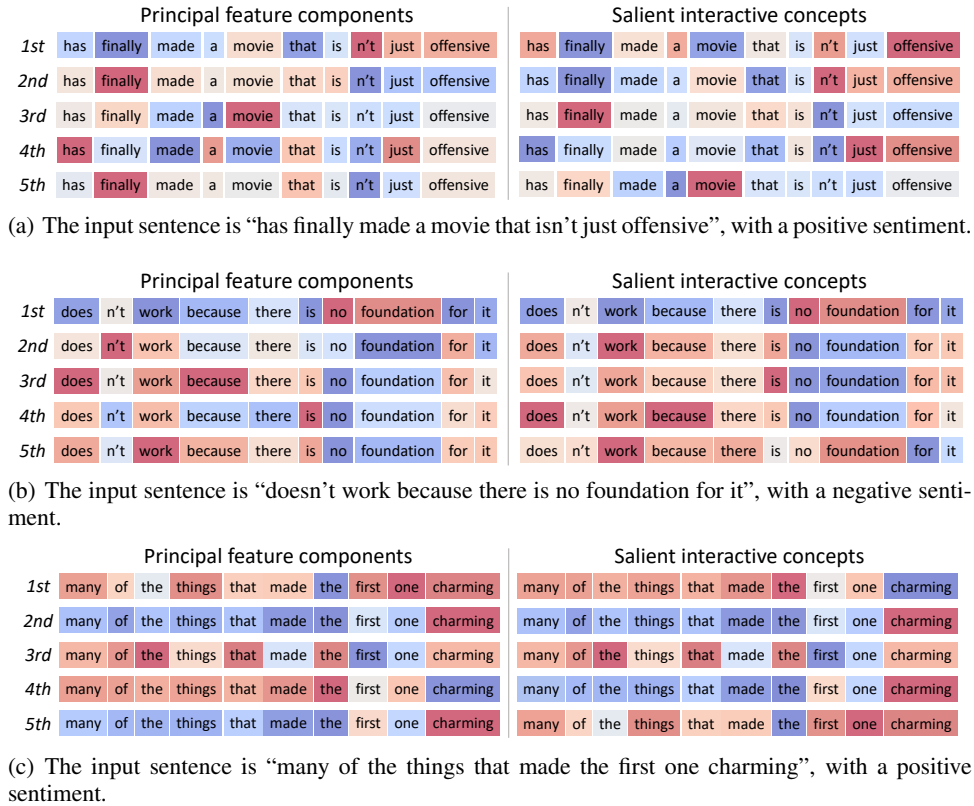 Principal feature components Salient interactive concepts
1st has finally made a movie that is n't just offensive has finally made a movie that is n't just offensive
2nd has finally made a movie that is n't just offensive has finally made a movie that is n't just offensive
3rd has finally made a movie that is n't just offensive has finally made a movie that is n't just offensive
4th has finally made a movie that is n't just offensive has finally made a movie that is n't just offensive
5th has finally made a movie that is n't just offensive has finally made a movie that is n't just offensive
(a) The input sentence is “has finally made a movie that isn’t just offensive”, with a positive sentiment.
Principal feature components Salient interactive concepts
1st does n't work because there is no foundation for it does n't work because there is no foundation for it
2nd does n't work because there is no foundation for it does n't work because there is no foundation for it
3rd does n't work because there is no foundation for it does n't work because there is no foundation for it
4th does n't work because there is no foundation for it does n't work because there is no foundation for it
5th does n't work because there is no foundation for it does n't work because there is no foundation for it
(b) The input sentence is “doesn’t work because there is no foundation for it”, with a negative senti-
ment.
Principal feature components Salient interactive concepts
1st many of the things that made the first one charming many of the things that made the first one charming
2nd many of the things that made the first one charming many of the things that made the first one charming
3rd many of the things that made the first one charming many of the things that made the first one charming
4th many of the things that made the first one charming many of the things that made the first one charming
5th many of the things that made the first one charming many of the things that made the first one charming
(c) The input sentence is “many of the things that made the first one charming”, with a positive
sentiment.